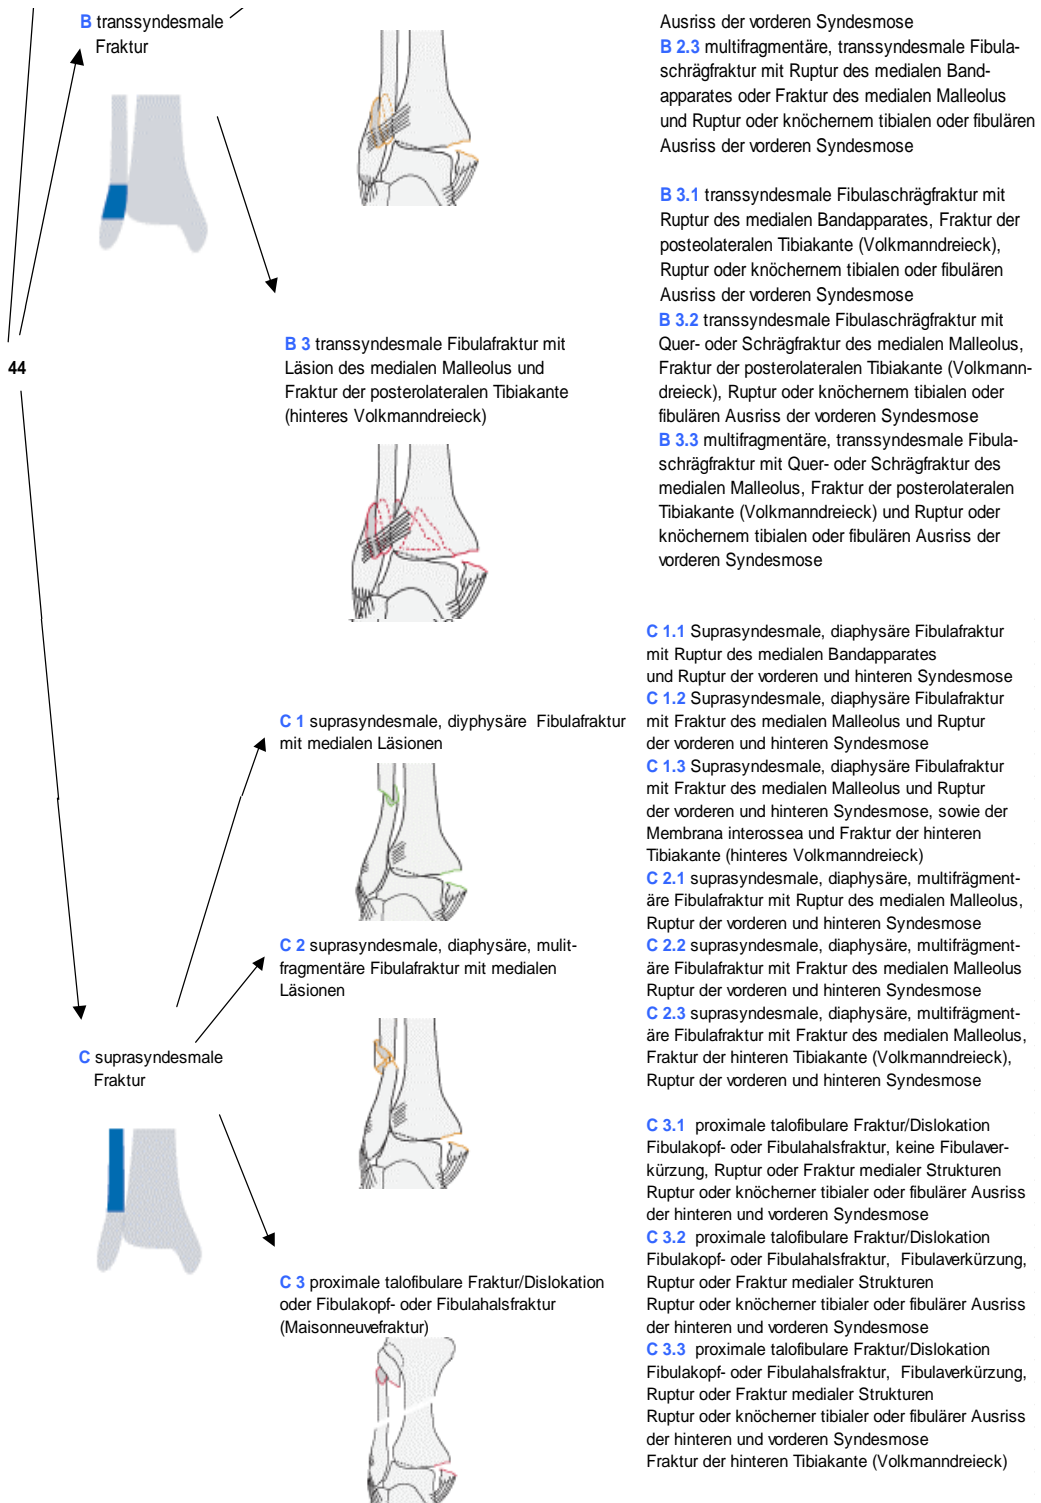 B transsyndesmale
Fraktur
Ausriss der vorderen Syndesmose
B 2.3 multifragmentäre, transsyndesmale Fibula-
schrägfraktur mit Ruptur des medialen Band-
apparates oder Fraktur des medialen Malleolus
und Ruptur oder knöchernem tibialen oder fibulären
Ausriss der vorderen Syndesmose
B 3.1 transsyndesmale Fibulaschrägfraktur mit
Ruptur des medialen Bandapparates, Fraktur der
posteolateralen Tibiakante (Volkmanndreieck),
Ruptur oder knöchernem tibialen oder fibulären
Ausriss der vorderen Syndesmose
B 3.2 transsyndesmale Fibulaschrägfraktur mit
Quer- oder Schrägfraktur des medialen Malleolus,
Fraktur der posterolateralen Tibiakante (Volkmann-
dreieck), Ruptur oder knöchernem tibialen oder
fibulären Ausriss der vorderen Syndesmose
B 3.3 multifragmentäre, transsyndesmale Fibula-
schrägfraktur mit Quer- oder Schrägfraktur des
medialen Malleolus, Fraktur der posterolateralen
Tibiakante (Volkmanndreieck) und Ruptur oder
knöchernem tibialen oder fibulären Ausriss der
vorderen Syndesmose
44
B 3 transsyndesmale Fibulafraktur mit
Läsion des medialen Malleolus und
Fraktur der posterolateralen Tibiakante
(hinteres Volkmanndreieck)
C 1.1 Suprasyndesmale, diaphysäre Fibulafraktur
mit Ruptur des medialen Bandapparates
und Ruptur der vorderen und hinteren Syndesmose
C 1.2 Suprasyndesmale, diaphysäre Fibulafraktur
mit Fraktur des medialen Malleolus und Ruptur
der vorderen und hinteren Syndesmose
C 1.3 Suprasyndesmale, diaphysäre Fibulafraktur
mit Fraktur des medialen Malleolus und Ruptur
der vorderen und hinteren Syndesmose, sowie der
Membrana interossea und Fraktur der hinteren
Tibiakante (hinteres Volkmanndreieck)
C 2.1 suprasyndesmale, diaphysäre, multifrägment-
äre Fibulafraktur mit Ruptur des medialen Malleolus,
Ruptur der vorderen und hinteren Syndesmose
C 2.2 suprasyndesmale, diaphysäre, multifrägment-
äre Fibulafraktur mit Fraktur des medialen Malleolus
Ruptur der vorderen und hinteren Syndesmose
C 2.3 suprasyndesmale, diaphysäre, multifrägment-
äre Fibulafraktur mit Fraktur des medialen Malleolus,
Fraktur der hinteren Tibiakante (Volkmanndreieck),
Ruptur der vorderen und hinteren Syndesmose
C 1 suprasyndesmale, diyphysäre Fibulafraktur
mit medialen Läsionen
C 2 suprasyndesmale, diaphysäre, mulit-
fragmentäre Fibulafraktur mit medialen
Läsionen
C suprasyndesmale
Fraktur
C 3.1 proximale talofibulare Fraktur/Dislokation
Fibulakopf- oder Fibulahalsfraktur, keine Fibulaver-
kürzung, Ruptur oder Fraktur medialer Strukturen
Ruptur oder knöcherner tibialer oder fibulärer Ausriss
der hinteren und vorderen Syndesmose
C 3.2 proximale talofibulare Fraktur/Dislokation
Fibulakopf- oder Fibulahalsfraktur, Fibulaverkürzung,
Ruptur oder Fraktur medialer Strukturen
Ruptur oder knöcherner tibialer oder fibulärer Ausriss
der hinteren und vorderen Syndesmose
C 3.3 proximale talofibulare Fraktur/Dislokation
Fibulakopf- oder Fibulahalsfraktur, Fibulaverkürzung,
Ruptur oder Fraktur medialer Strukturen
Ruptur oder knöcherner tibialer oder fibulärer Ausriss
der hinteren und vorderen Syndesmose
Fraktur der hinteren Tibiakante (Volkmanndreieck)
C 3 proximale talofibulare Fraktur/Dislokation
oder Fibulakopf- oder Fibulahalsfraktur
(Maisonneuvefraktur)